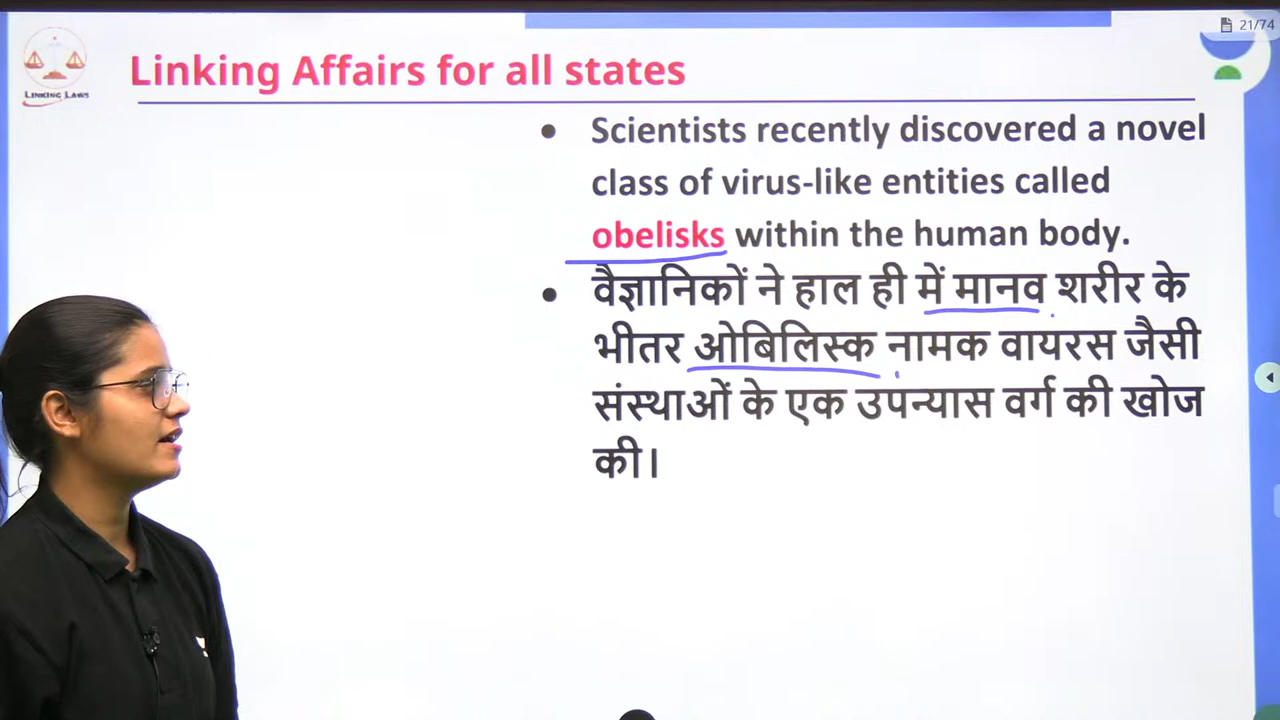 21/74
LINKING LAWS
Linking Affairs for all states
• Scientists recently discovered a novel
class of virus-like entities called
obelisks within the human body.
• वैज्ञानिकों ने हाल ही में मानव शरीर के
भीतर ओबिलिस्क नामक वायरस जैसी
संस्थाओं के एक उपन्यास वर्ग की खोज
की।